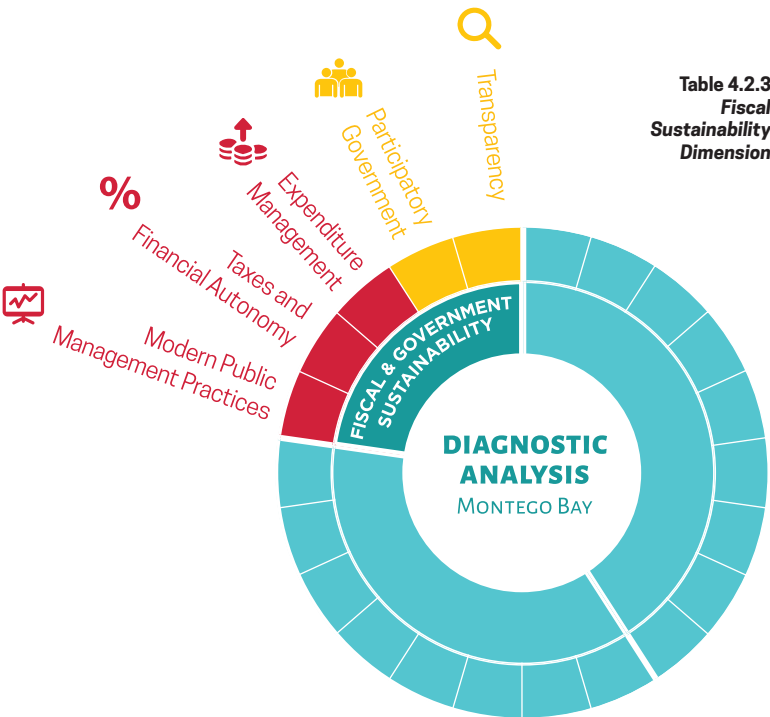 Table 4.2.3
Fiscal
Sustainability
Dimension
Transparency
Participatory
Government
Expenditure
Management
%
Taxes and
Financial Autonomy
Modern Public
Management Practices
FISCAL & GOVERNMENT
SUSTAINABILITY
DIAGNOSTIC
ANALYSIS
MONTEGO BAY